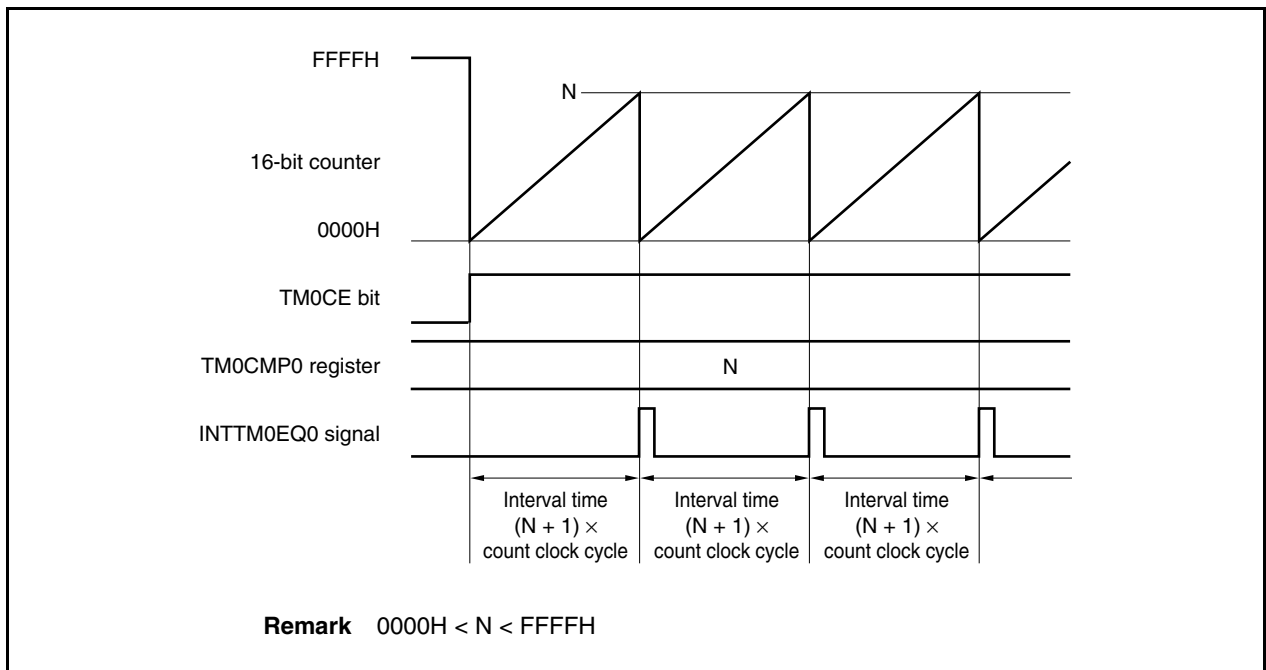 FFFFH
N
16-bit counter
0000H
TM0CE bit
TM0CMP0 register
N
INTTM0EQ0 signal
Interval time
(N + 1) ×
count clock cycle
Interval time
(N + 1) ×
count clock cycle
Interval time
(N + 1) ×
count clock cycle
Remark 0000H < N < FFFFH